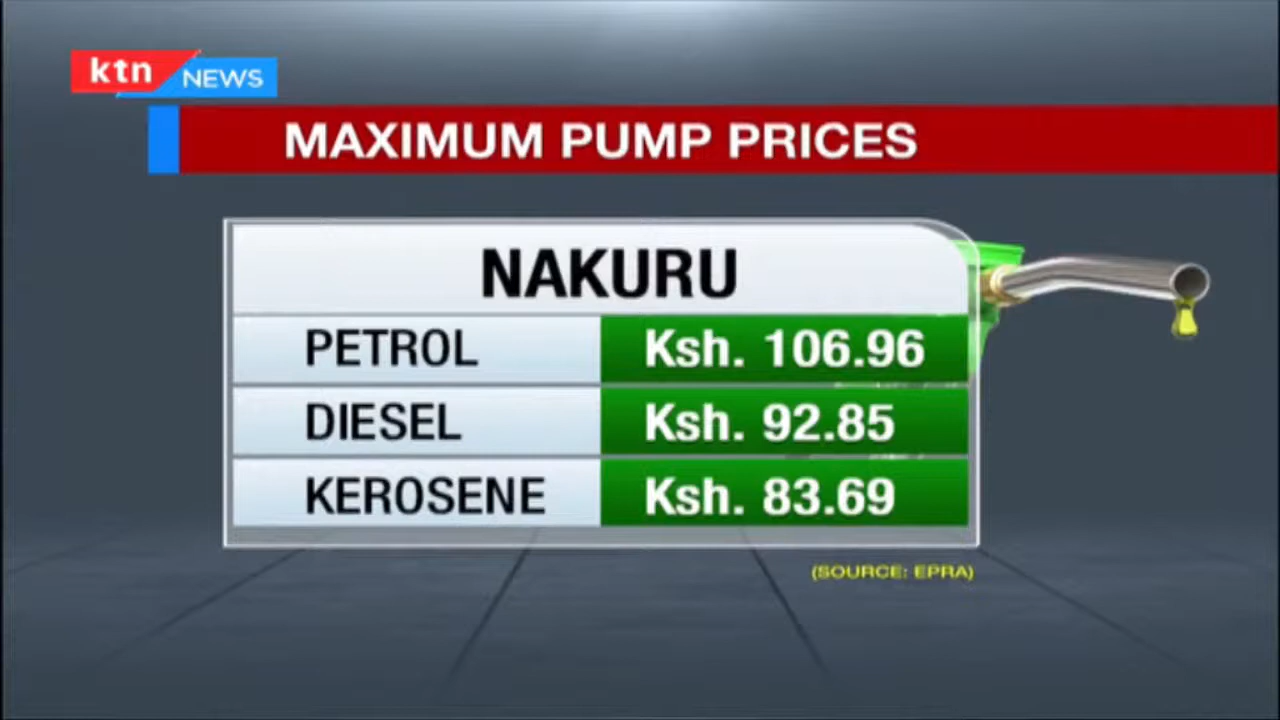 ktn NEWS
MAXIMUM PUMP PRICES
NAKURU
PETROL Ksh. 106.96
DIESEL Ksh. 92.85
KEROSENE Ksh. 83.69
(SOURCE: EPRA)